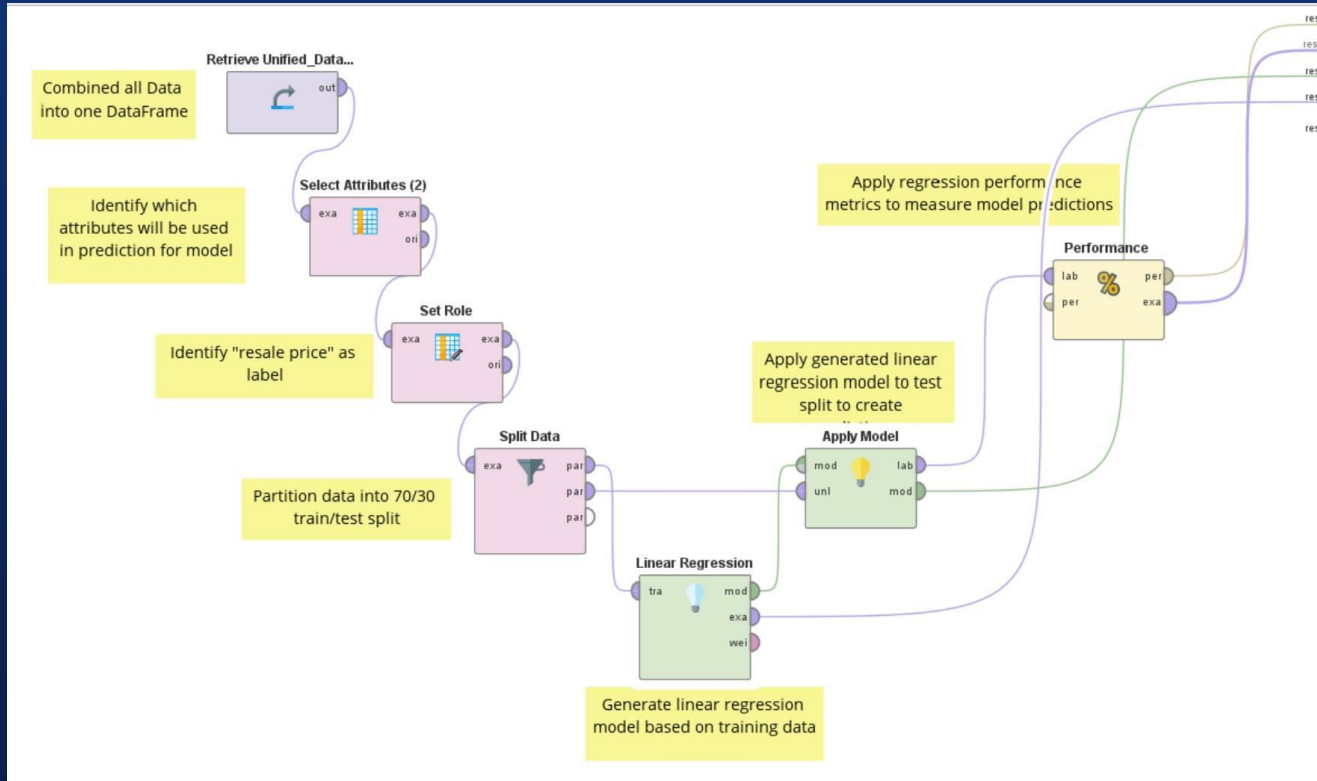 res
res
res
res
res
Retrieve Unified_Data...
out
Combined all Data
into one DataFrame
Select Attributes (2)
exa
exa
ori
Identify which
attributes will be used
in prediction for model
Apply regression performance
metrics to measure model predictions
Performance
lab
per
per
exa
%
Set Role
exa
exa
ori
Identify "resale price" as
label
Apply generated linear
regression model to test
split to create
Apply Model
mod
lab
unl
mod
Split Data
exa
par
par
par
Partition data into 70/30
train/test split
Linear Regression
tra
mod
exa
wei
Generate linear regression
model based on training data